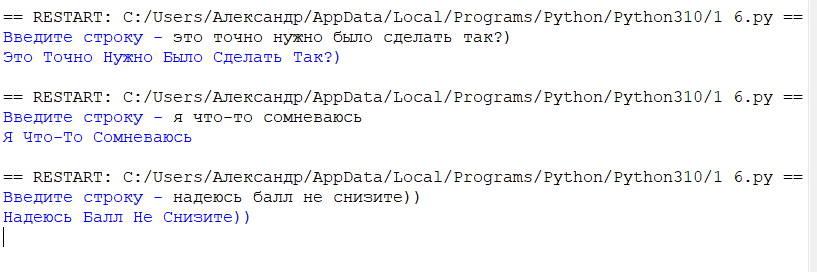 == RESTART: C:/Users/Александр/AppData/Local/Programs/Python/Python310/1 6.py ==
Введите строку - это точно нужно было сделать так?)
Это Точно Нужно Было Сделать Так?)
== RESTART: C:/Users/Александр/AppData/Local/Programs/Python/Python310/1 6.py ==
Введите строку - я что-то сомневаюсь
Я Что-То Сомневаюсь
== RESTART: C:/Users/Александр/AppData/Local/Programs/Python/Python310/1 6.py ==
Введите строку - надеюсь балл не снизите))
Надеюсь Балл Не Снизите))